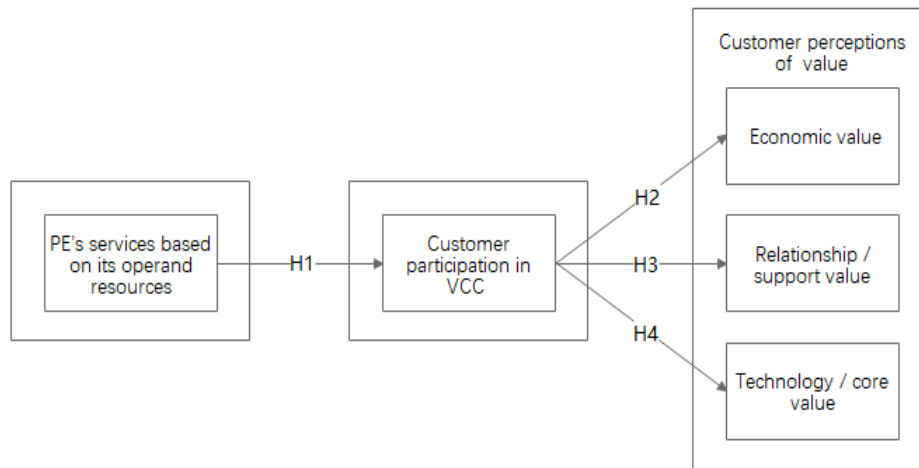 PE's services based
on its operand
resources
H1
Customer
participation in
VCC
H2
H3
H4
Customer perceptions
of value
Economic value
Relationship /
support value
Technology / core
value